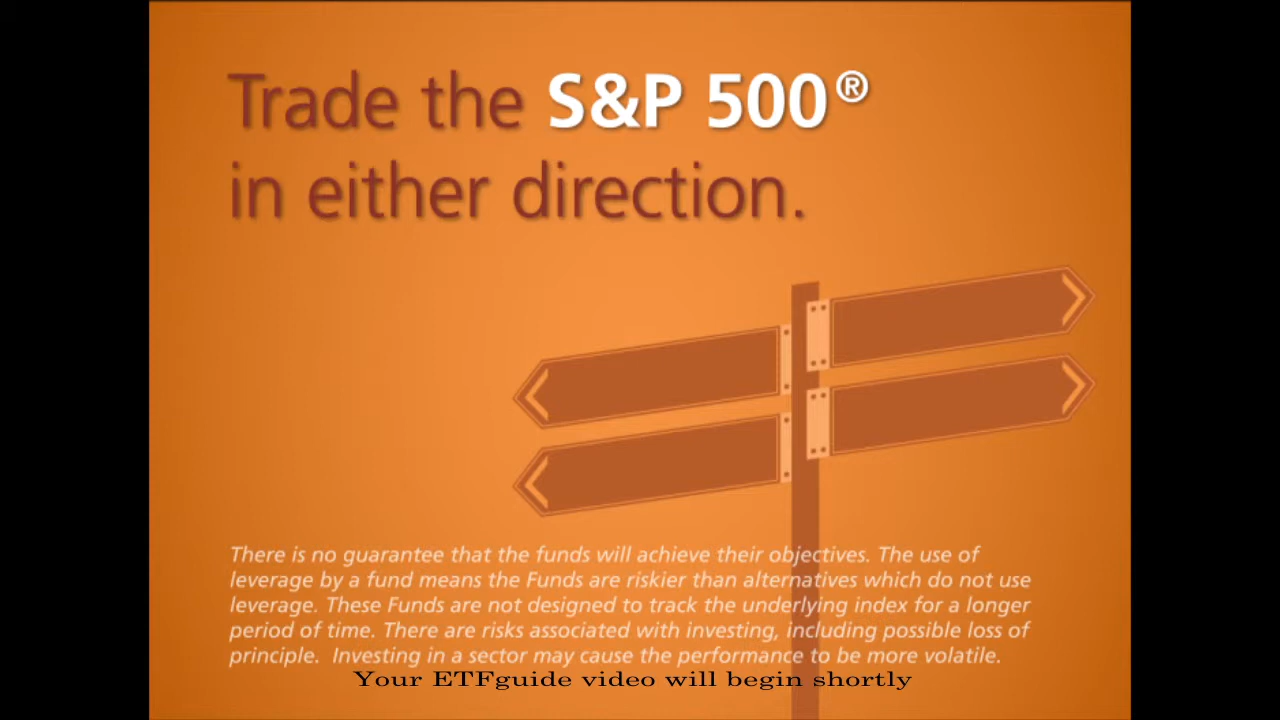 Trade the S&P 500®
in either direction.
There is no guarantee that the funds will achieve their objectives. The use of
leverage by a fund means the Funds are riskier than alternatives which do not use
leverage. These Funds are not designed to track the underlying index for a longer
period of time. There are risks associated with investing, including possible loss of
principle.  Investing in a sector may cause the performance to be more volatile.
Your ETFguide video will begin shortly